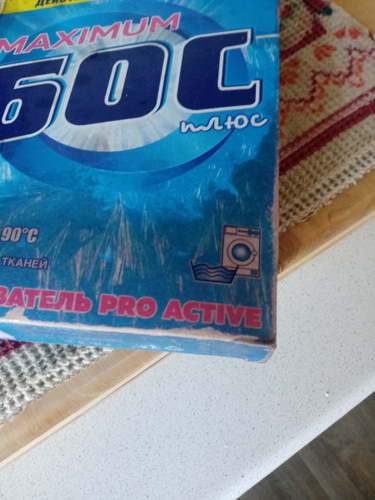 MAXIMUM
БОС
плюс
90°C
ТКАНЕЙ
ВАТЕЛЬ PRO ACTIVE